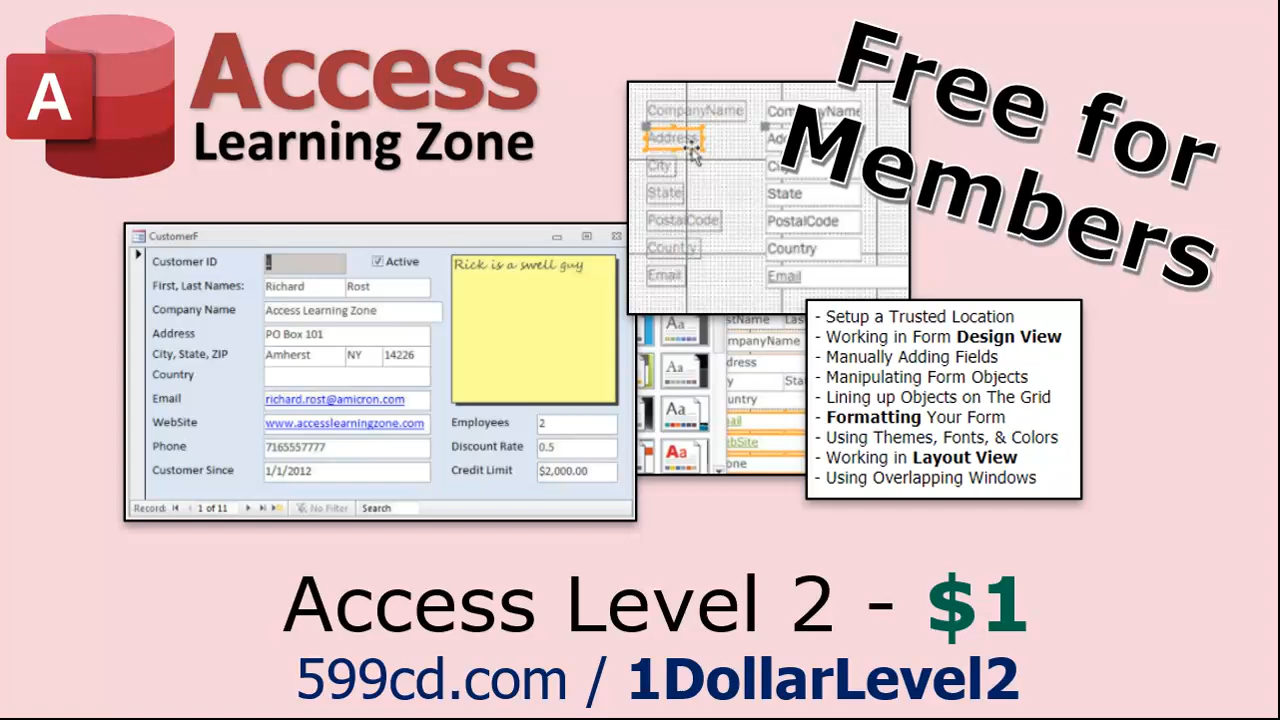 A
Access
Learning Zone
Free for
Members
CompanyName CompanyName
Address
City
State State
PostalCode PostalCode
Country Country
Email Email
CustomerF
Customer ID
Active
First, Last Names: Richard Rost
Company Name Access Learning Zone
Address PO Box 101
City, State, ZIP Amherst NY 14226
Country
Email richard.rost@amicron.com
WebSite www.accesslearningzone.com
Phone 7165557777
Customer Since 1/1/2012
Rick is a swell guy
Employees 2
Discount Rate 0.5
Credit Limit $2,000.00
Record: 1 of 11 No Filter Search
Aa
Aa
Aa
Aa
- Setup a Trusted Location
- Working in Form Design View
- Manually Adding Fields
- Manipulating Form Objects
- Lining up Objects on The Grid
- Formatting Your Form
- Using Themes, Fonts, & Colors
- Working in Layout View
- Using Overlapping Windows
Access Level 2 - $1
599cd.com / 1DollarLevel2